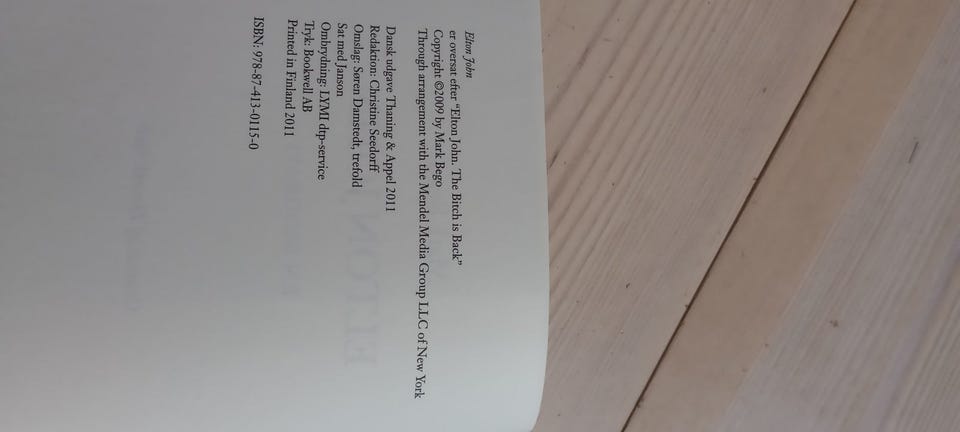 Elton John
er oversat efter “Elton John. The Bitch is Back”
Copyright ©2009 by Mark Bego
Through arrangement with the Mendel Media Group LLC of New York
Dansk udgave Thaning & Appel 2011
Redaktion: Christine Seedorff
Omslag: Søren Damstedt, trefold
Sat med Janson
Ombrydning: LYMI dtp-service
Tryk: Bookwell AB
Printed in Finland 2011
ISBN: 978-87-413-0115-0